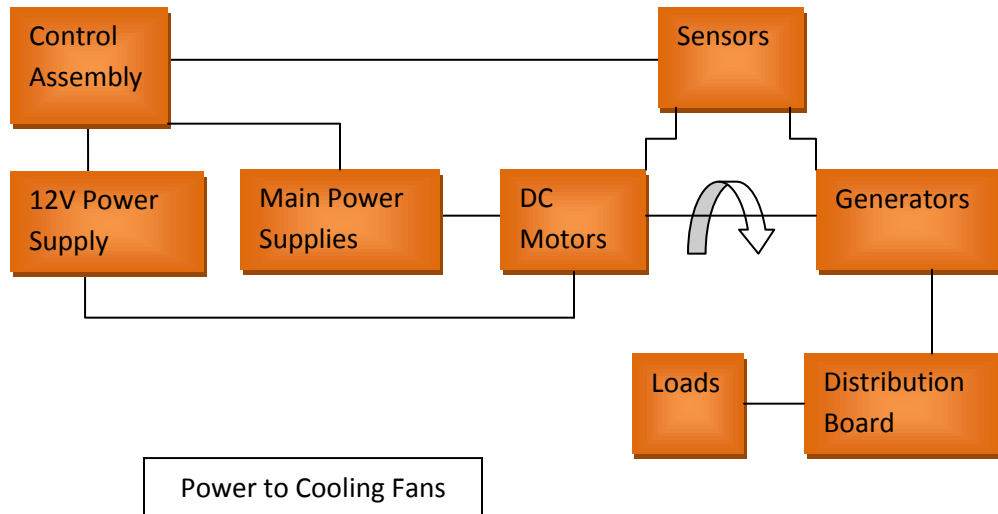 Control
Assembly
Sensors
12V Power
Supply
Main Power
Supplies
DC
Motors
Generators
Loads
Distribution
Board
Power to Cooling Fans